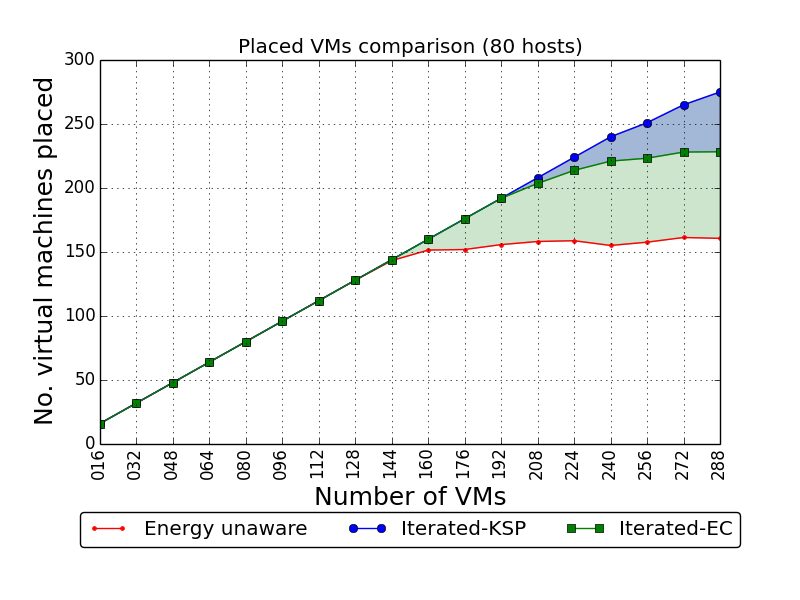 Placed VMs comparison (80 hosts)
No. virtual machines placed
300
250
200
150
100
50
0
016 032 048 064 080 096 112 128 144 160 176 192 208 224 240 256 272 288
Number of VMs
Energy unaware Iterated-KSP Iterated-EC